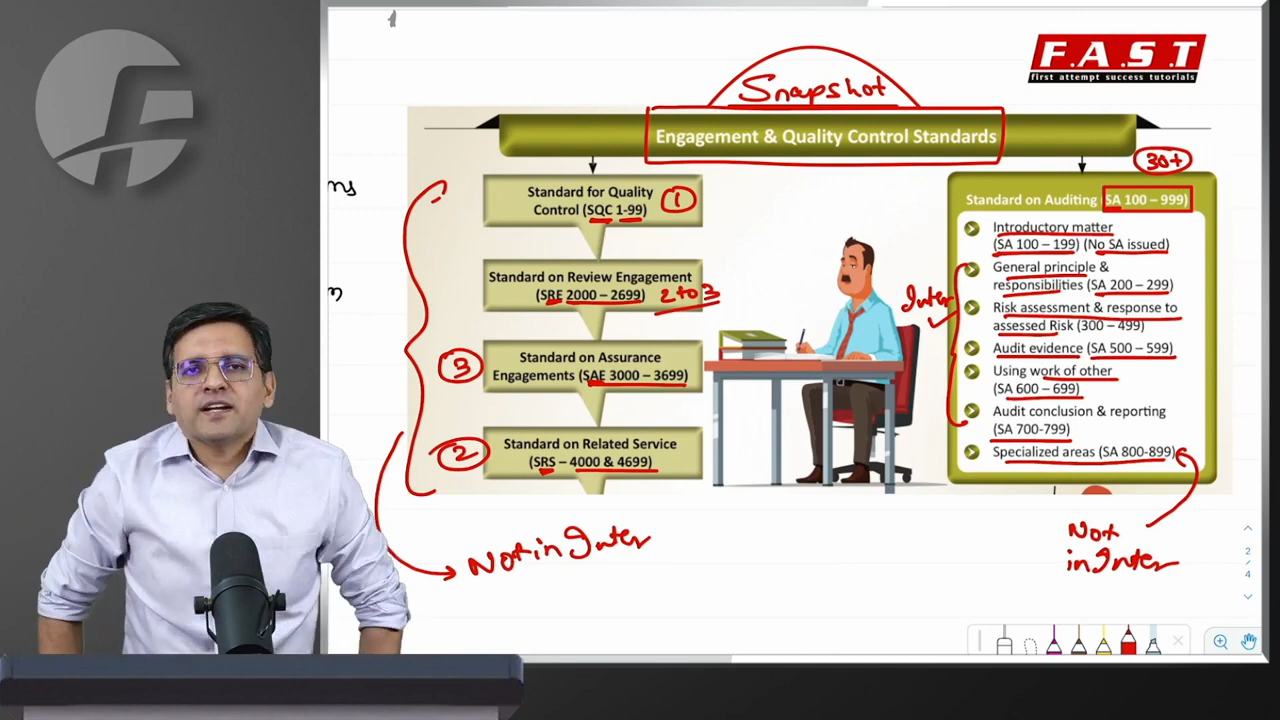 F.A.S.T
first attempt success tutorials
Snapshot
Engagement & Quality Control Standards
30+
Standard for Quality
Control (SQC 1-99)
1
Standard on Review Engagement
(SRE 2000 – 2699)
2 to 3
Standard on Assurance
Engagements (SAE 3000 – 3699)
3
Standard on Related Service
(SRS – 4000 & 4699)
2
Not in Inter
Standard on Auditing (SA 100 – 999)
Introductory matter
(SA 100 – 199) (No SA issued)
General principle &
responsibilities (SA 200 – 299)
Risk assessment & response to
assessed Risk (300 – 499)
Audit evidence (SA 500 – 599)
Using work of other
(SA 600 – 699)
Audit conclusion & reporting
(SA 700-799)
Specialized areas (SA 800-899)
Inter
Not
in Inter
2
4